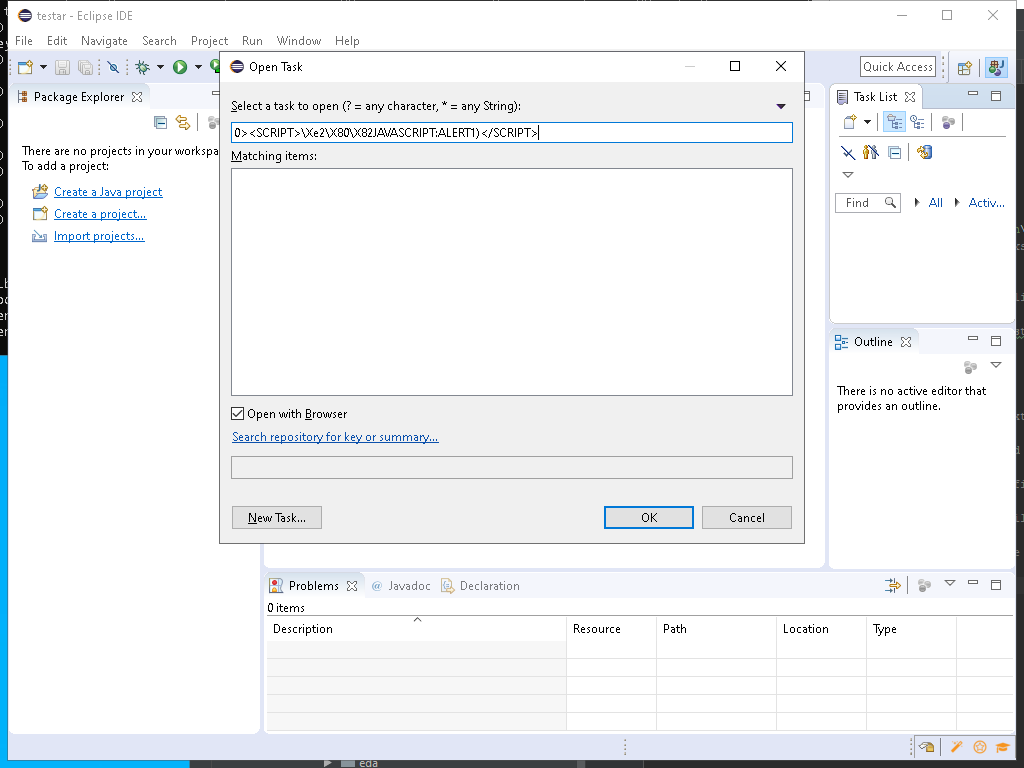 testar - Eclipse IDE
File Edit Navigate Search Project Run Window Help
Quick Access
Package Explorer
There are no projects in your workspa
To add a project:
Create a Java project
Create a project...
Import projects...
Open Task
Select a task to open (? = any character, * = any String):
0><SCRIPT>\Xe2\X80\X82JAVASCRIPT:ALERT1)</SCRIPT>
Matching items:
Open with Browser
Search repository for key or summary...
New Task...
OK
Cancel
Task List
Find
All
Activ...
Outline
There is no active editor that
provides an outline.
Problems
@ Javadoc
Declaration
0 items
Description Resource Path Location Type
eda